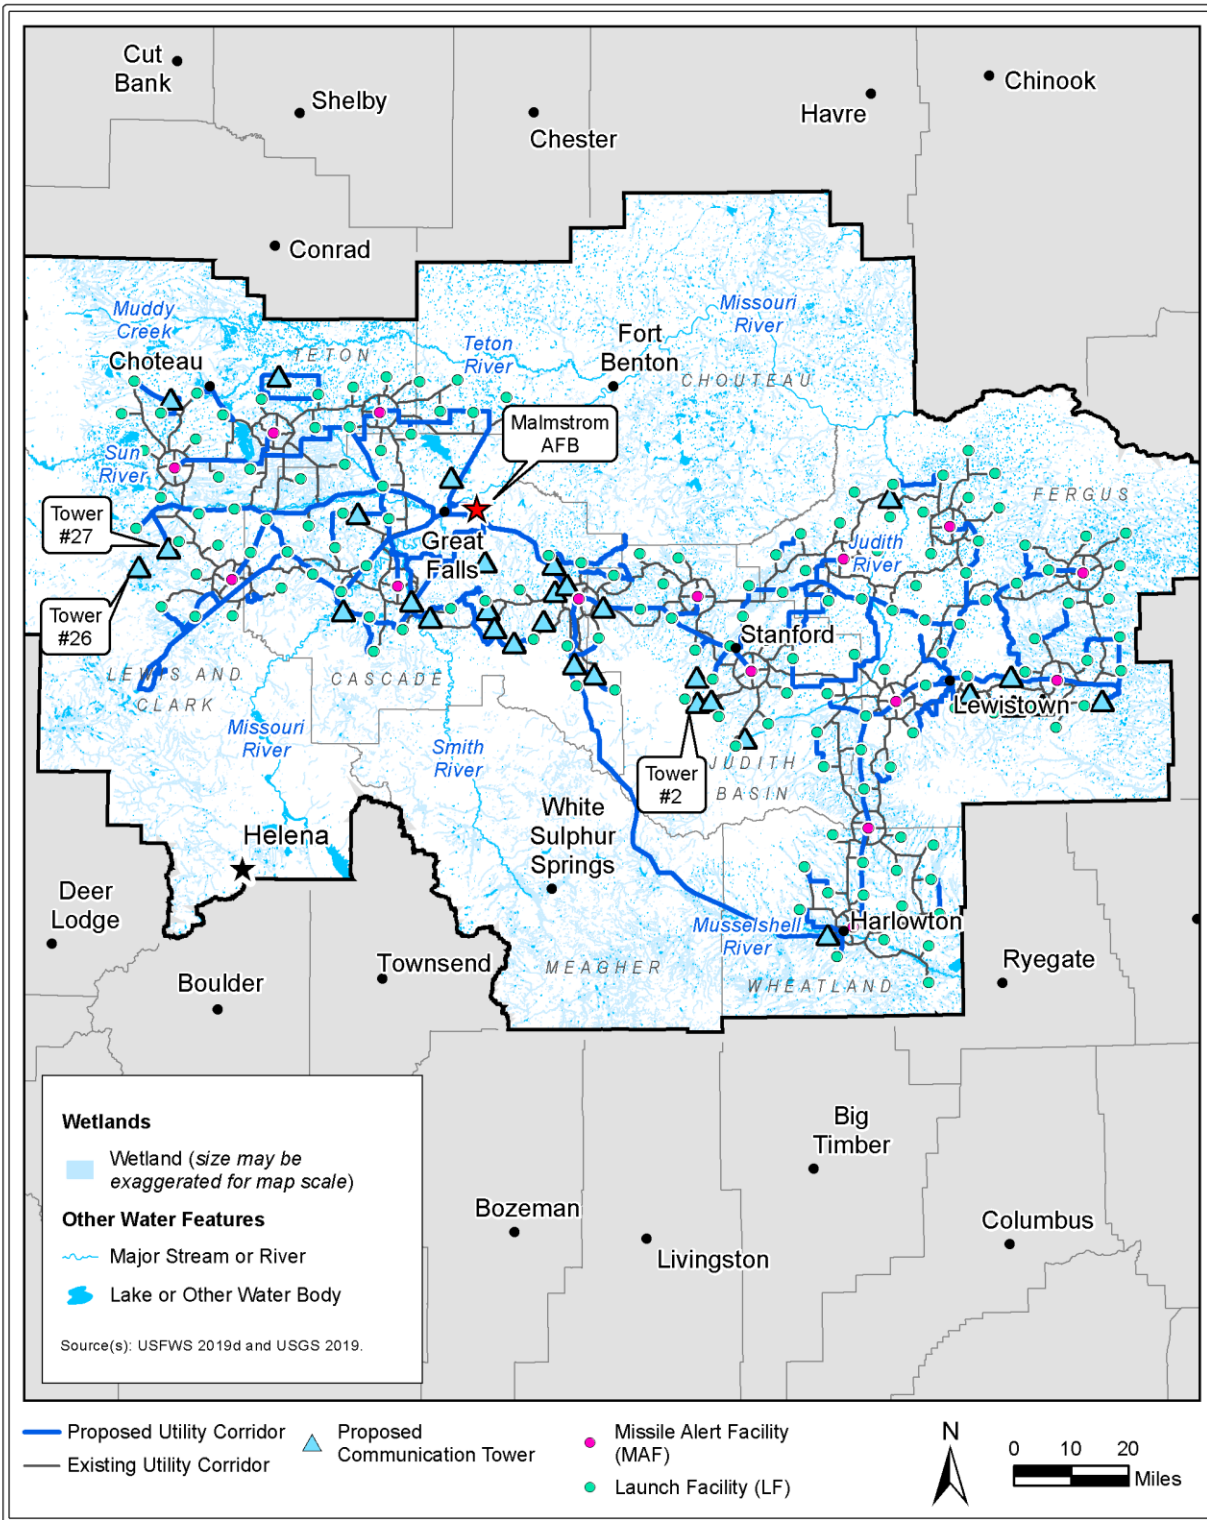 Cut
Bank
Shelby
Chester
Havre
Chinook
Conrad
Muddy
Creek
Choteau
TETON
Teton
River
Fort
Benton
Missouri
River
CHOUTEAU
Malmstrom
AFB
Sun
River
Tower
#27
Great
Falls
FERGUS
Judith
River
Tower
#26
Stanford
LEWIS AND
CLARK
CASCADE
Lewistown
Missouri
River
Smith
River
Tower
#2
JUDITH
BASIN
White
Sulphur
Springs
Helena
Deer
Lodge
Musselshell
River
Harlowton
Boulder
Townsend
MEAGHER
WHEATLAND
Ryegate
Wetlands
Wetland (size may be
exaggerated for map scale)
Other Water Features
Major Stream or River
Lake or Other Water Body
Source(s): USFWS 2019d and USGS 2019.
Big
Timber
Bozeman
Livingston
Columbus
Proposed Utility Corridor
Existing Utility Corridor
Proposed
Communication Tower
Missile Alert Facility
(MAF)
Launch Facility (LF)
N
0 10 20
Miles